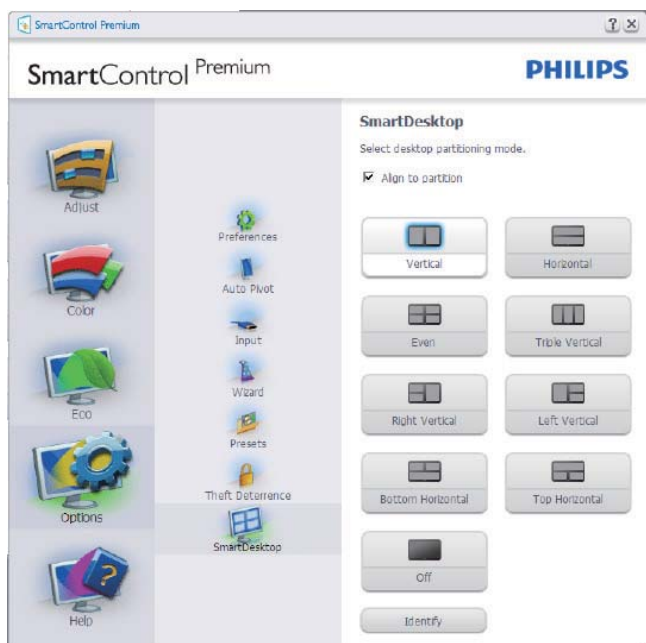 SmartControl Premium
SmartControl Premium
PHILIPS
Adjust
Color
Eco
Options
Help
Preferences
Auto Pivot
Input
Wizard
Presets
Theft Deterrence
SmartDesktop
SmartDesktop
Select desktop partitioning mode.
Align to partition
Vertical
Horizontal
Even
Triple Vertical
Right Vertical
Left Vertical
Bottom Horizontal
Top Horizontal
Off
Identify